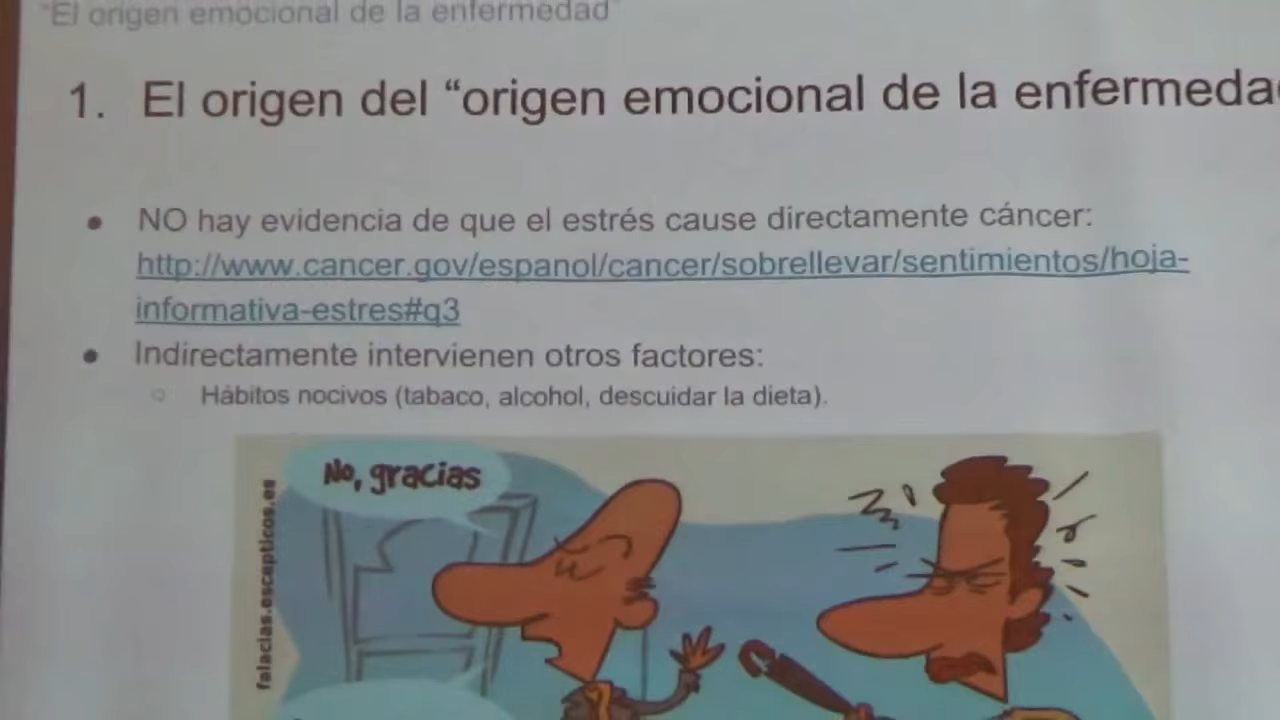 "El origen emocional de la enfermedad"
1. El origen del "origen emocional de la enfermeda
• NO hay evidencia de que el estrés cause directamente cáncer:
http://www.cancer.gov/espanol/cancer/sobrellevar/sentimientos/hoja-
informativa-estres#q3
• Indirectamente intervienen otros factores:
○ Hábitos nocivos (tabaco, alcohol, descuidar la dieta).
No, gracias
falacias.escepticos.es